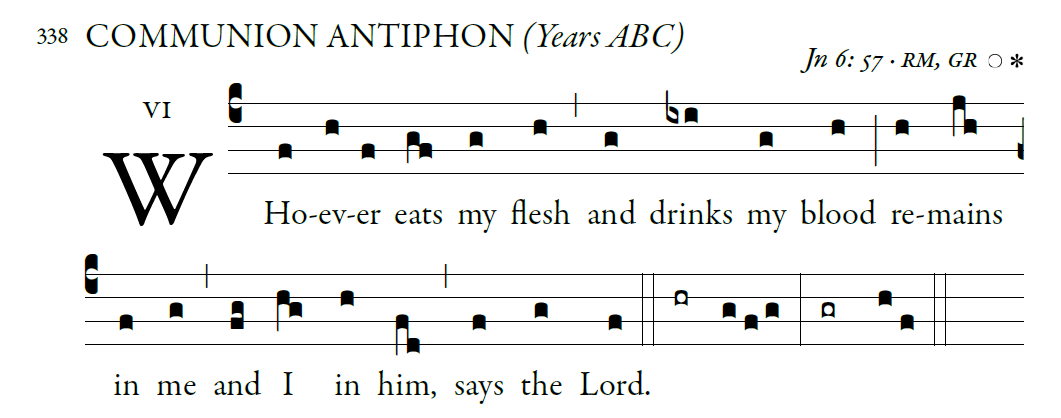 338 COMMUNION ANTIPHON (Years ABC)
Jn 6: 57 · RM, GR ○ *
VI
WHo-ev-er eats my flesh and drinks my blood re-mains
in me and I in him, says the Lord.